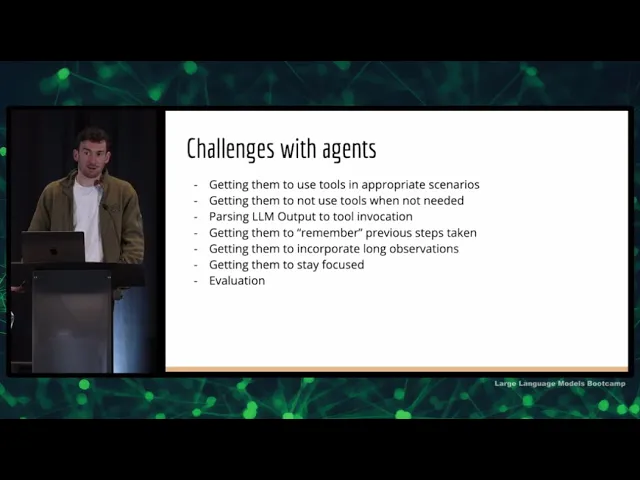 Challenges with agents
- Getting them to use tools in appropriate scenarios
- Getting them to not use tools when not needed
- Parsing LLM Output to tool invocation
- Getting them to “remember” previous steps taken
- Getting them to incorporate long observations
- Getting them to stay focused
- Evaluation
Large Language Models Bootcamp